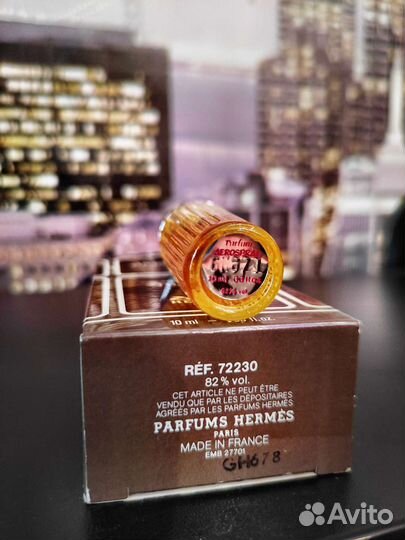 Parfum
AEROSPRAY
10 ml
RÉF. 72230
82% vol.
CET ARTICLE NE PEUT ÊTRE
VENDU QUE PAR LES DÉPOSITAIRES
AGRÉÉS PAR LES PARFUMS HERMÈS
PARFUMS HERMÈS
PARIS
MADE IN FRANCE
EMB 27701
GH678
Avito